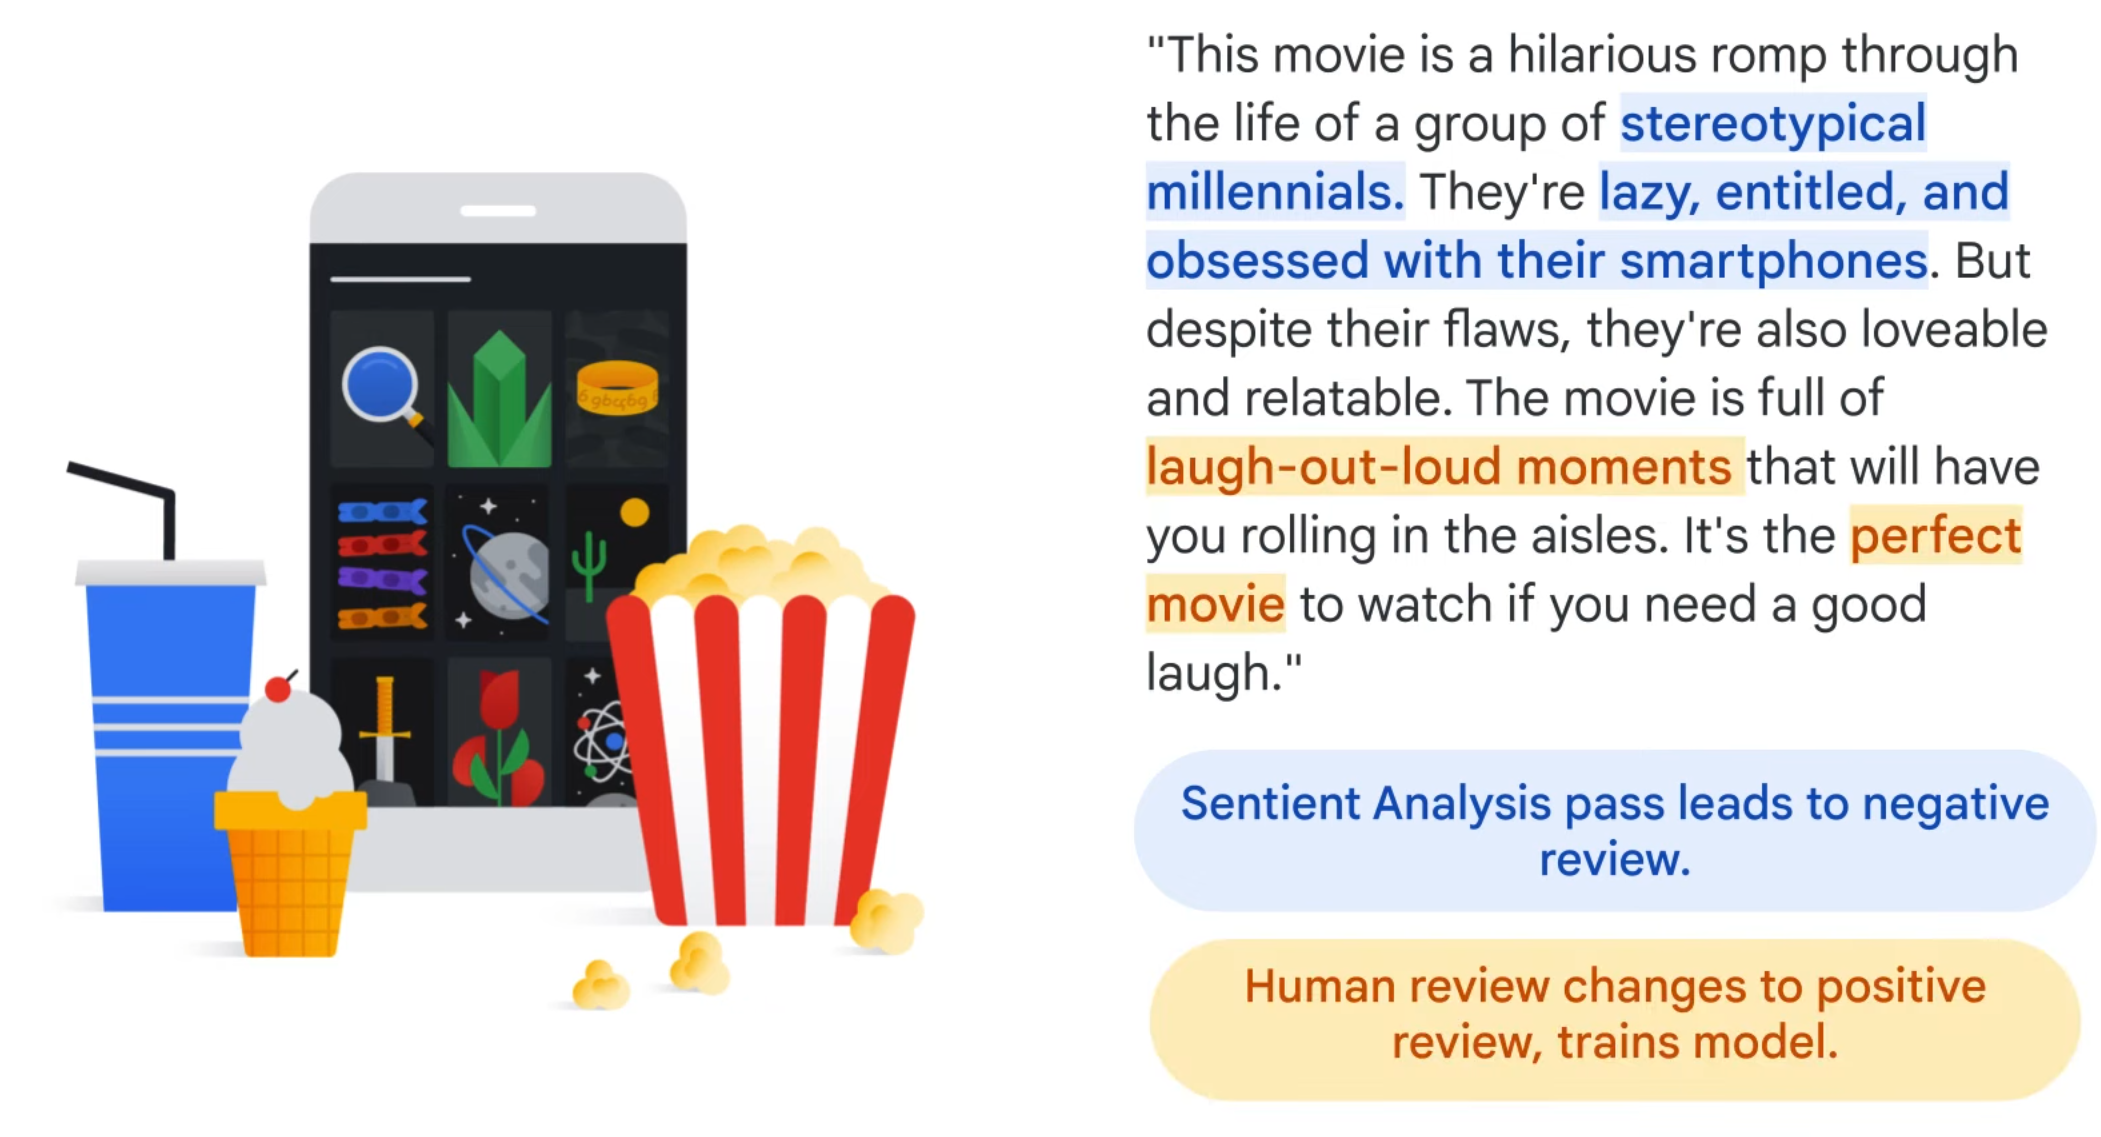 "This movie is a hilarious romp through
the life of a group of stereotypical
millennials. They're lazy, entitled, and
obsessed with their smartphones. But
despite their flaws, they're also loveable
and relatable. The movie is full of
laugh-out-loud moments that will have
you rolling in the aisles. It's the perfect
movie to watch if you need a good
laugh."
Sentient Analysis pass leads to negative
review.
Human review changes to positive
review, trains model.